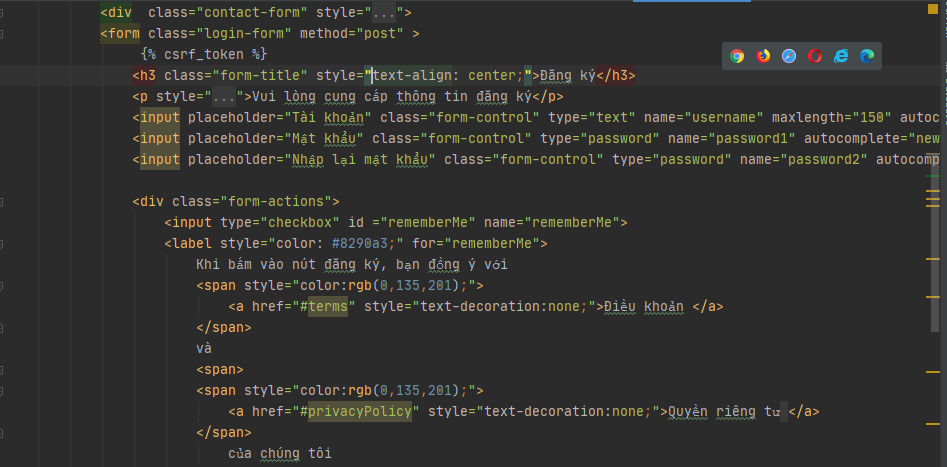 <div  class="contact-form" style="...">
<form class="login-form" method="post" >
{% csrf_token %}
<h3 class="form-title" style="text-align: center;">Đăng ký</h3>
<p style="...">Vui lòng cung cấp thông tin đăng ký</p>
<input placeholder="Tài khoản" class="form-control" type="text" name="username" maxlength="150" autoc
<input placeholder="Mật khẩu" class="form-control" type="password" name="password1" autocomplete="new
<input placeholder="Nhập lại mật khẩu" class="form-control" type="password" name="password2" autocomp
<div class="form-actions">
<input type="checkbox" id ="rememberMe" name="rememberMe">
<label style="color: #8290a3;" for="rememberMe">
Khi bấm vào nút đăng ký, bạn đồng ý với
<span style="color:rgb(0,135,201);">
<a href="#terms" style="text-decoration:none;">Điều khoản </a>
</span>
và
<span>
<span style="color:rgb(0,135,201);">
<a href="#privacyPolicy" style="text-decoration:none;">Quyền riêng tư </a>
</span>
của chúng tôi